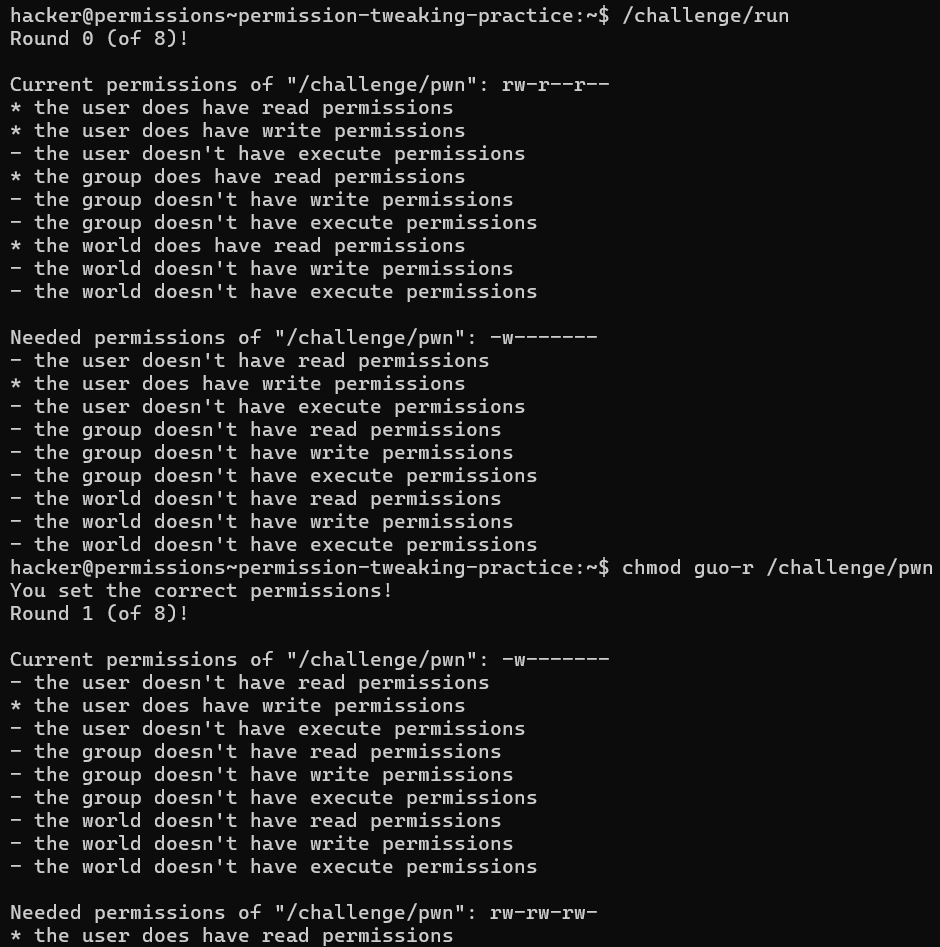 hacker@permissions~permission-tweaking-practice:~$ /challenge/run
Round 0 (of 8)!
Current permissions of "/challenge/pwn": rw-r--r--
* the user does have read permissions
* the user does have write permissions
- the user doesn't have execute permissions
* the group does have read permissions
- the group doesn't have write permissions
- the group doesn't have execute permissions
* the world does have read permissions
- the world doesn't have write permissions
- the world doesn't have execute permissions
Needed permissions of "/challenge/pwn": -w-------
- the user doesn't have read permissions
* the user does have write permissions
- the user doesn't have execute permissions
- the group doesn't have read permissions
- the group doesn't have write permissions
- the group doesn't have execute permissions
- the world doesn't have read permissions
- the world doesn't have write permissions
- the world doesn't have execute permissions
hacker@permissions~permission-tweaking-practice:~$ chmod guo-r /challenge/pwn
You set the correct permissions!
Round 1 (of 8)!
Current permissions of "/challenge/pwn": -w-------
- the user doesn't have read permissions
* the user does have write permissions
- the user doesn't have execute permissions
- the group doesn't have read permissions
- the group doesn't have write permissions
- the group doesn't have execute permissions
- the world doesn't have read permissions
- the world doesn't have write permissions
- the world doesn't have execute permissions
Needed permissions of "/challenge/pwn": rw-rw-rw-
* the user does have read permissions